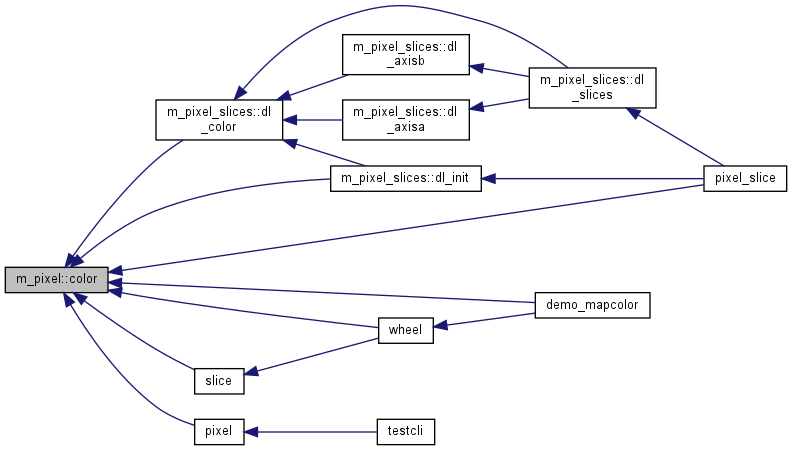 m_pixel_slices::dl
_axisb
m_pixel_slices::dl
_slices
m_pixel_slices::dl
_color
m_pixel_slices::dl
_axisa
m_pixel_slices::dl_init
pixel_slice
m_pixel::color
demo_mapcolor
wheel
slice
pixel
testcli